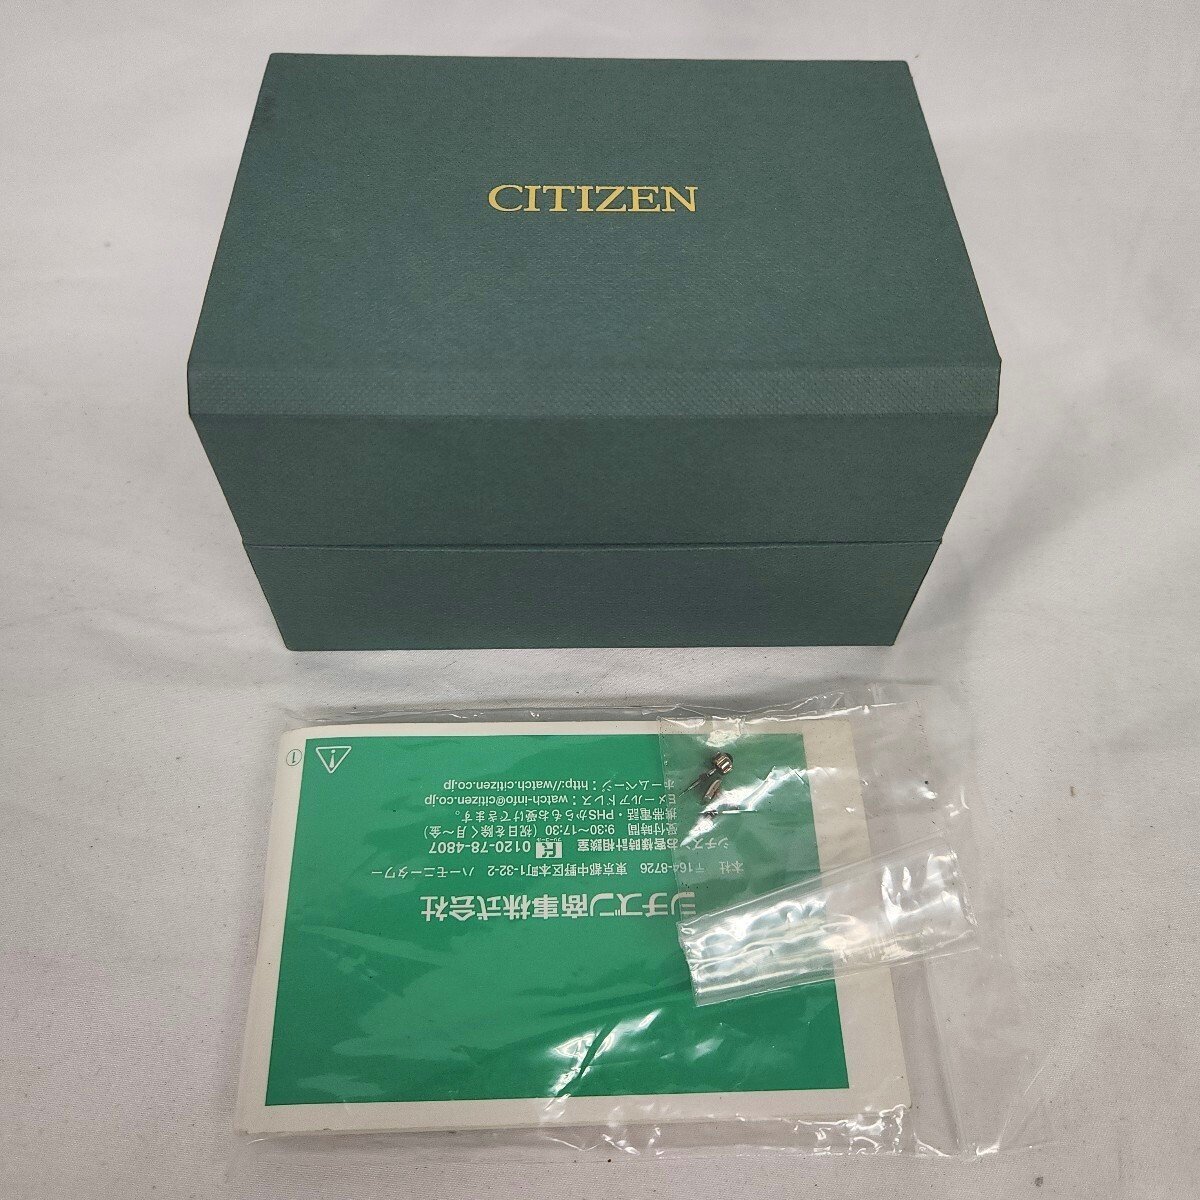 CITIZEN
シチズン商事株式会社
本社 〒164-8726 東京都中野区本町1-32-2 ハーモニータワー
シチズン
お客様時計相談室 0120-78-4807
受付時間 9:30〜17:30（祝日を除く月〜金）
携帯電話・PHSからもお受けできます。
Eメールアドレス：watch-info@citizen.co.jp
ホームページ：http://watch.citizen.co.jp
①